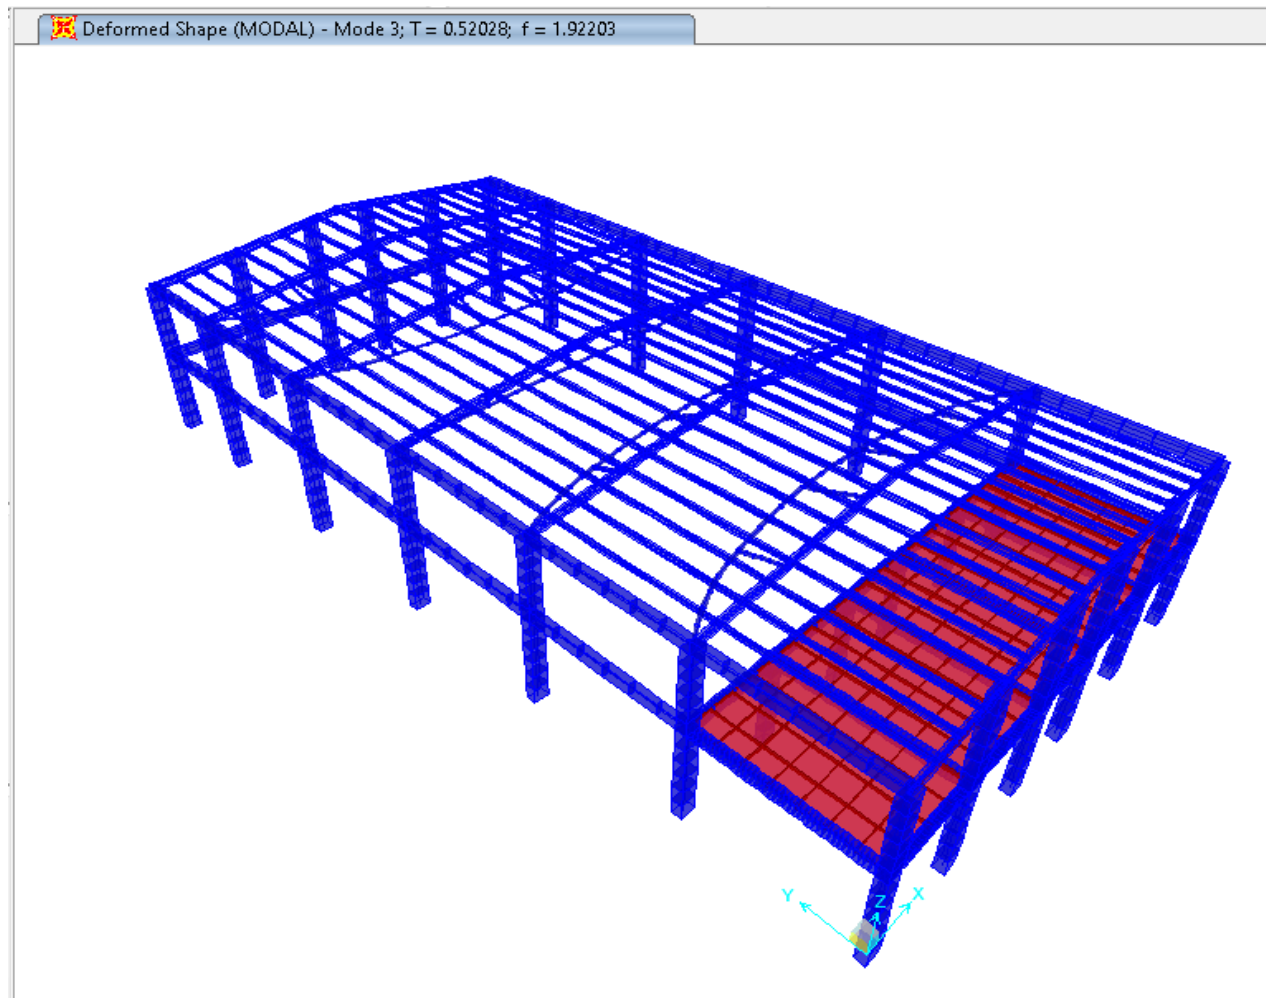 Deformed Shape (MODAL) - Mode 3; T = 0.52028; f = 1.92203
Y
Z
X